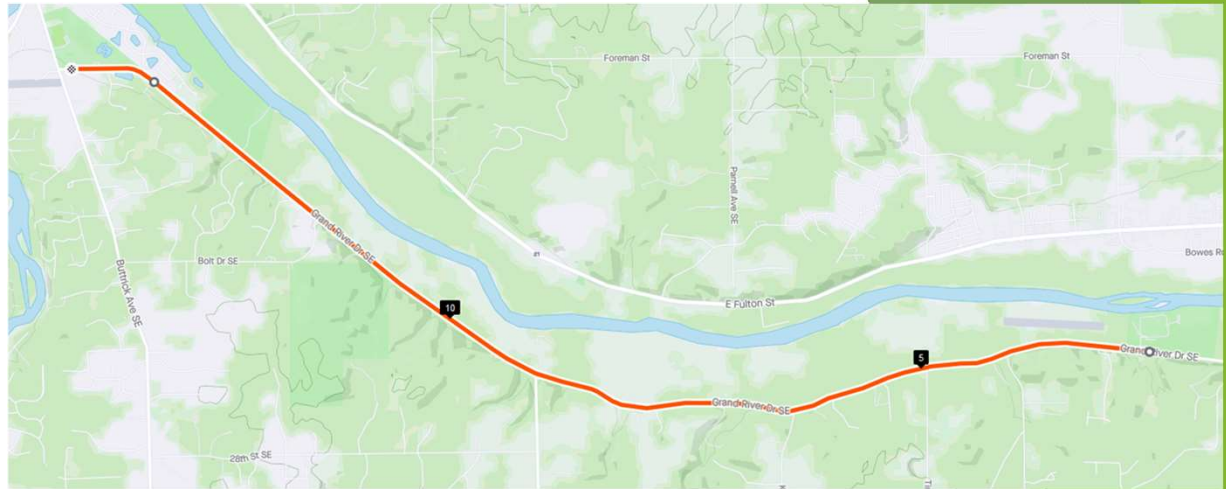 Foreman St
Foreman St
Parnell Ave SE
Grand River Dr SE
Bolt Dr SE
Bowes R
Buttrick Ave SE
E Fulton St
10
5
Grand River Dr SE
Grand River Dr SE
28th St SE